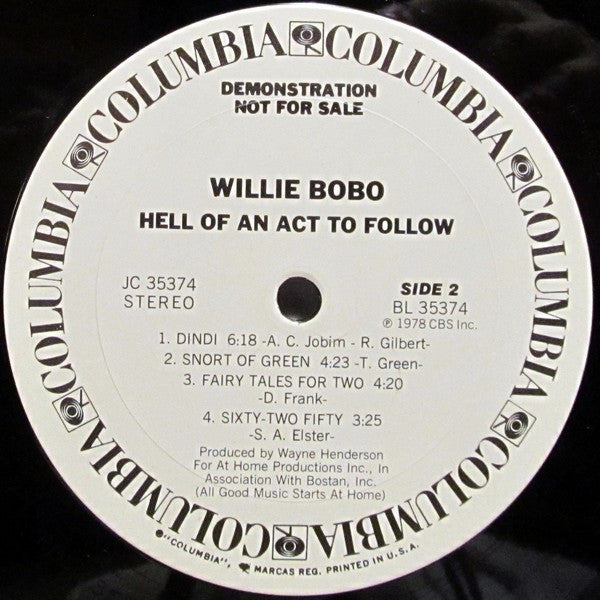 COLUMBIA COLUMBIA COLUMBIA COLUMBIA COLUMBIA COLUMBIA COLUMBIA COLUMBIA
DEMONSTRATION
NOT FOR SALE
WILLIE BOBO
HELL OF AN ACT TO FOLLOW
JC 35374
STEREO
SIDE 2
BL 35374
℗ 1978 CBS Inc.
1. DINDI 6:18 -A. C. Jobim - R. Gilbert-
2. SNORT OF GREEN 4:23 -T. Green-
3. FAIRY TALES FOR TWO 4:20
-D. Frank-
4. SIXTY-TWO FIFTY 3:25
-S. A. Elster-
Produced by Wayne Henderson
For At Home Productions Inc., In
Association With Bostan, Inc.
(All Good Music Starts At Home)
"COLUMBIA", MARCAS REG. PRINTED IN U.S.A.